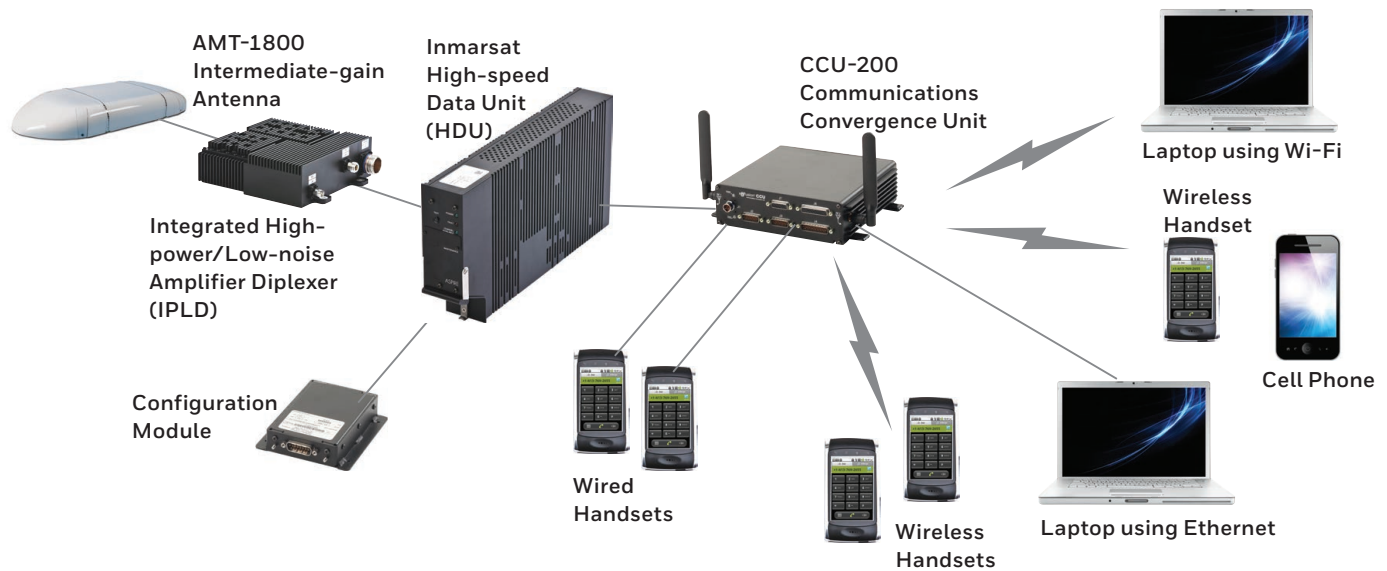 AMT-1800
Intermediate-gain
Antenna
Inmarsat
High-speed
Data Unit
(HDU)
CCU-200
Communications
Convergence Unit
Laptop using Wi-Fi
Integrated High-
power/Low-noise
Amplifier Diplexer
(IPLD)
Wireless
Handset
Cell Phone
Configuration
Module
Wired
Handsets
Wireless
Handsets
Laptop using Ethernet